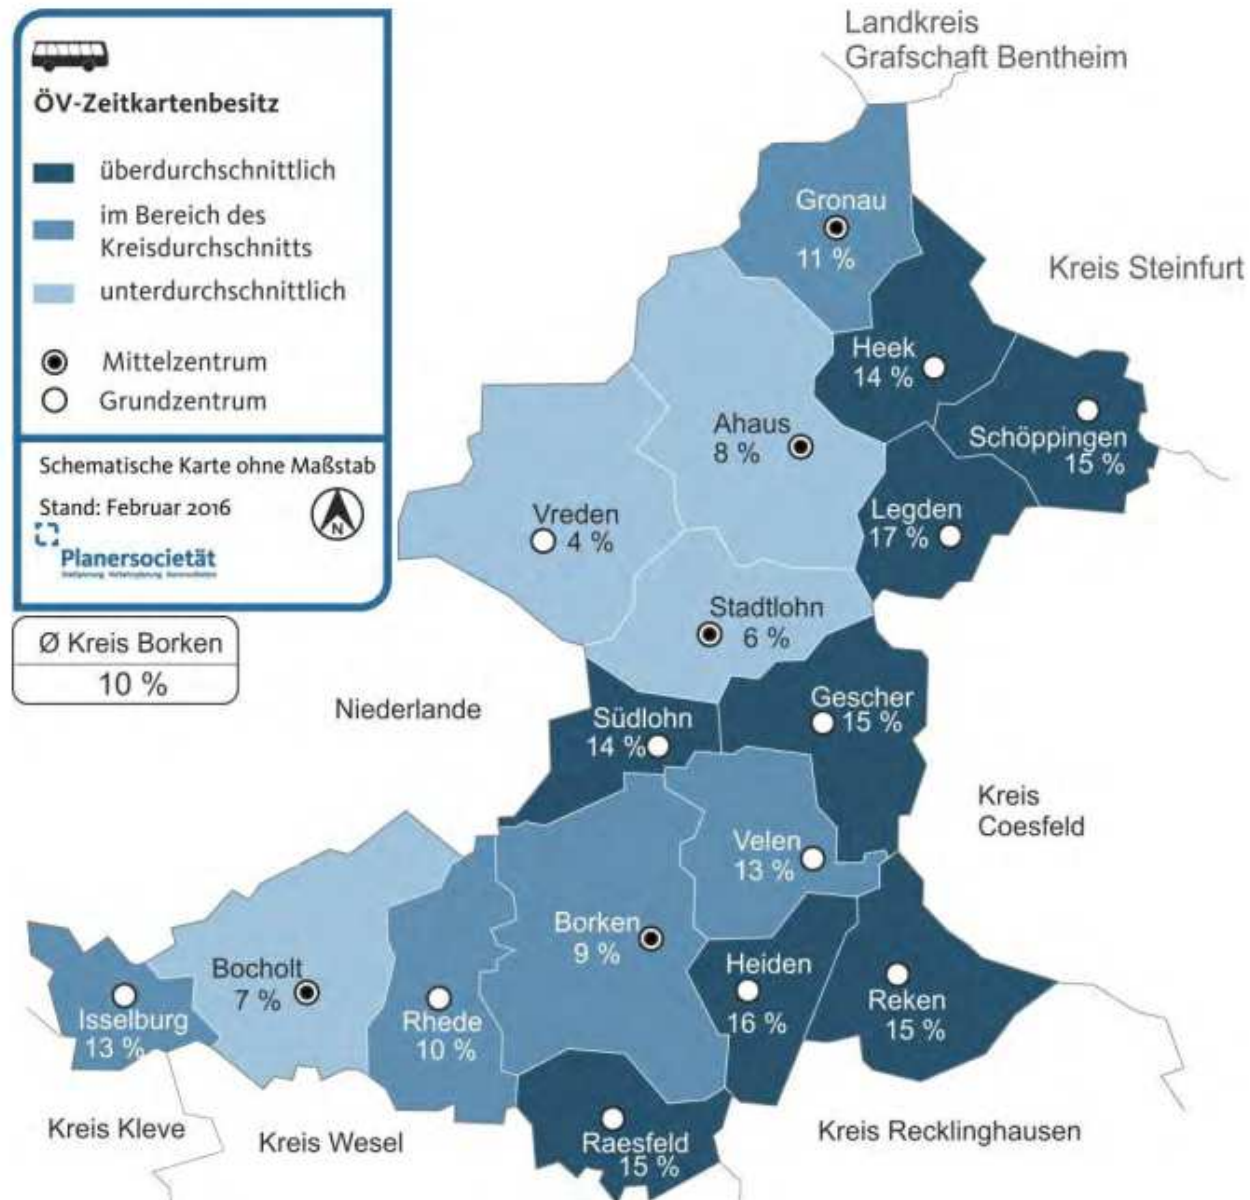 ÖV-Zeitkartenbesitz
überdurchschnittlich
im Bereich des
Kreisdurchschnitts
unterdurchschnittlich
Mittelzentrum
Grundzentrum
Schematische Karte ohne Maßstab
Stand: Februar 2016
N
Planersocietät
Ø Kreis Borken
10 %
Landkreis
Grafschaft Bentheim
Gronau
11 %
Kreis Steinfurt
Heek
14 %
Ahaus
8 %
Schöppingen
15 %
Vreden
4 %
Legden
17 %
Stadtlohn
6 %
Niederlande
Gescher
15 %
Südlohn
14 %
Kreis
Coesfeld
Velen
13 %
Borken
9 %
Heiden
16 %
Reken
15 %
Bocholt
7 %
Isselburg
13 %
Rhede
10 %
Kreis Kleve
Kreis Wesel
Raesfeld
15 %
Kreis Recklinghausen